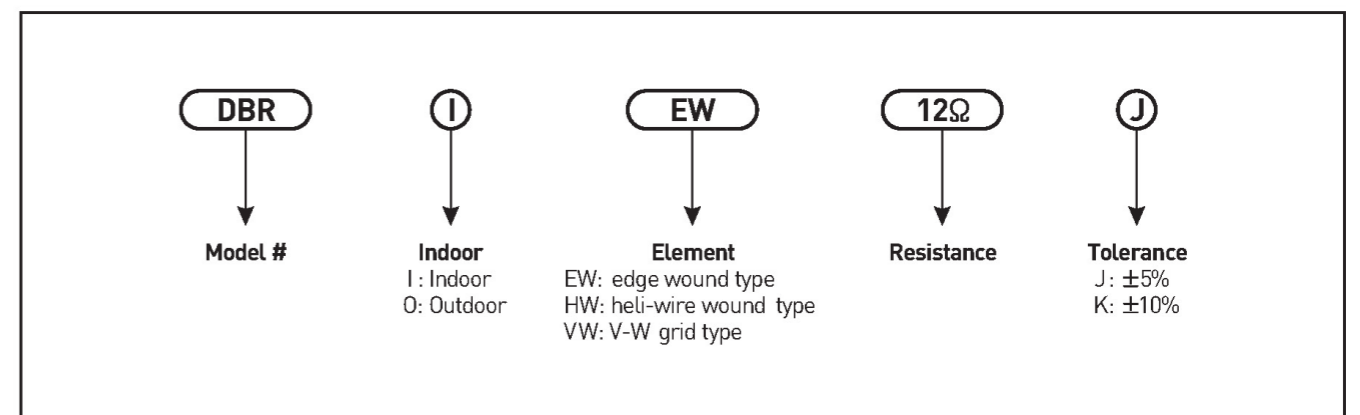 DBR I EW 12Ω J
Model # Indoor Element Resistance Tolerance
I : Indoor EW: edge wound type J: ±5%
O: Outdoor HW: heli-wire wound type K: ±10%
VW: V-W grid type